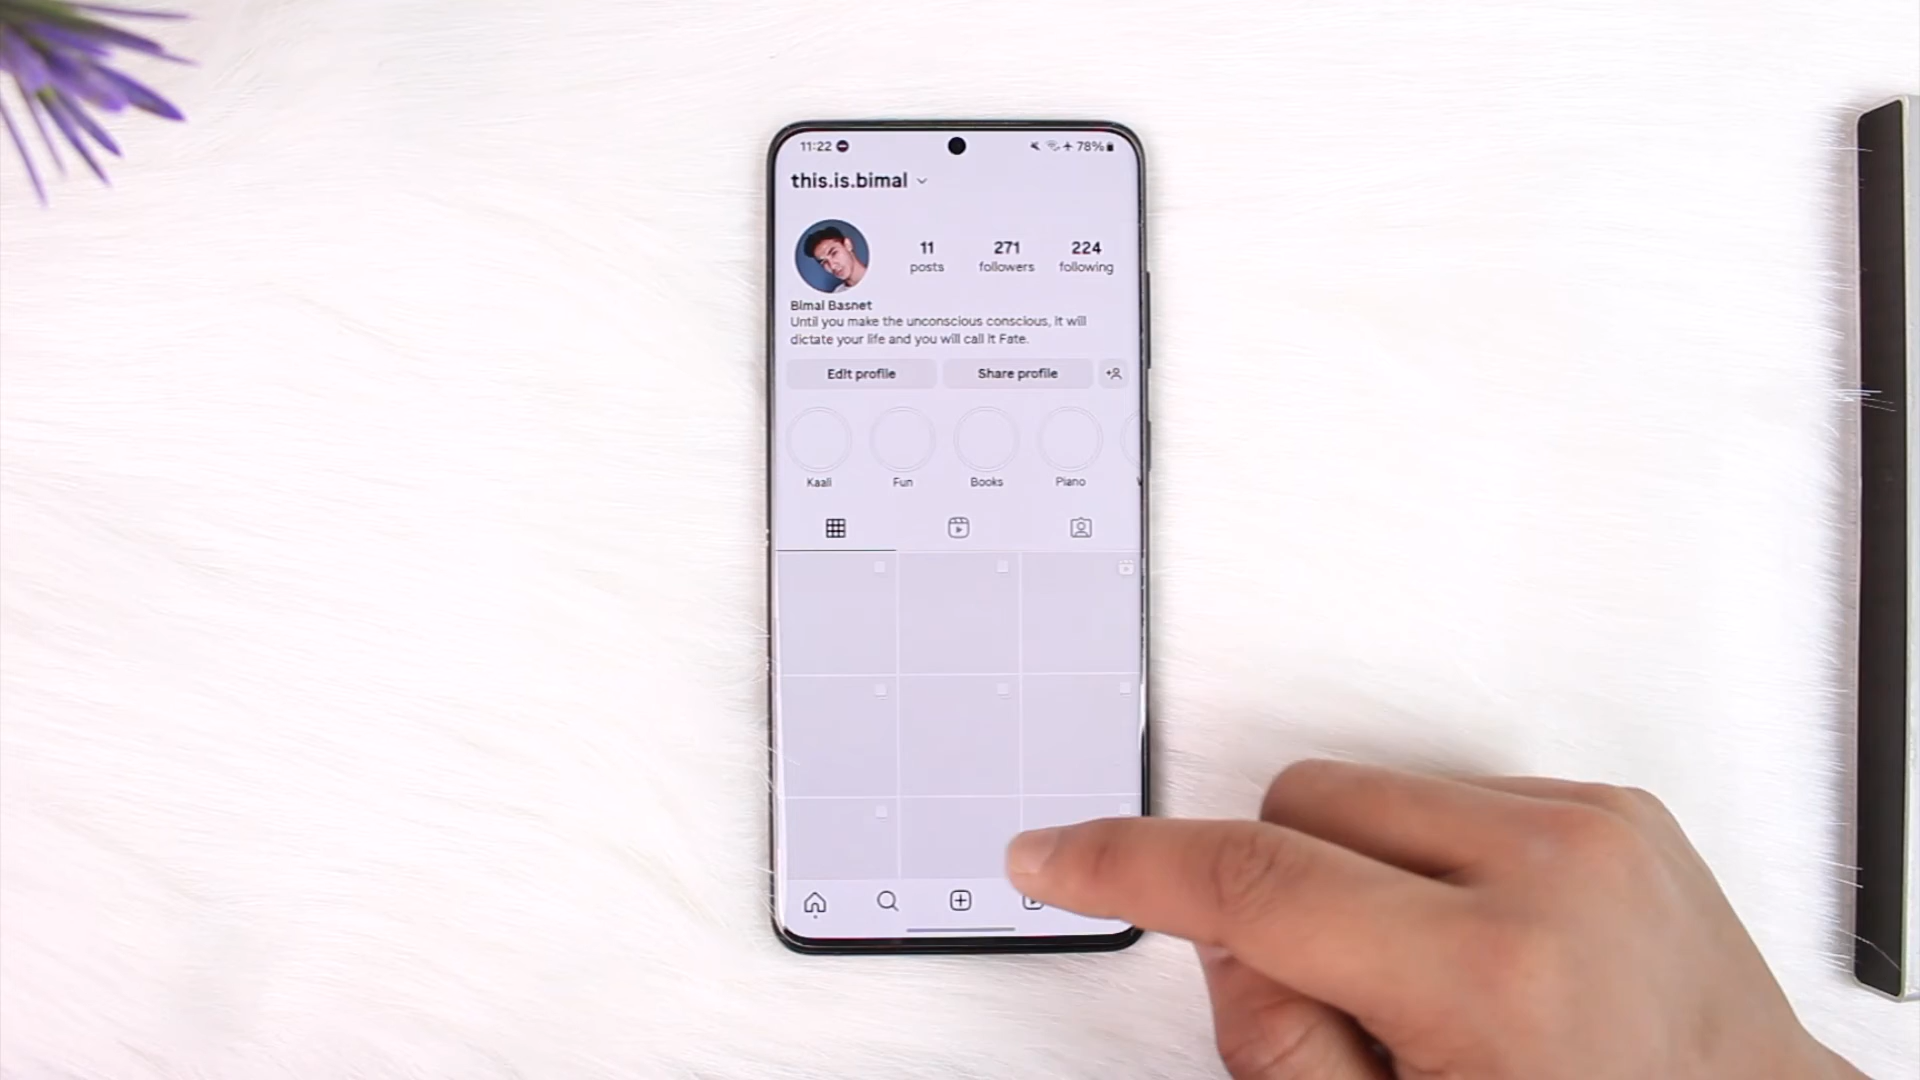 11:22
78%
this.is.bimal
11
271
224
posts
followers
following
Bimal Basnet
Until you make the unconscious conscious, it will
dictate your life and you will call it Fate.
Edit profile
Share profile
Kaali
Fun
Books
Piano